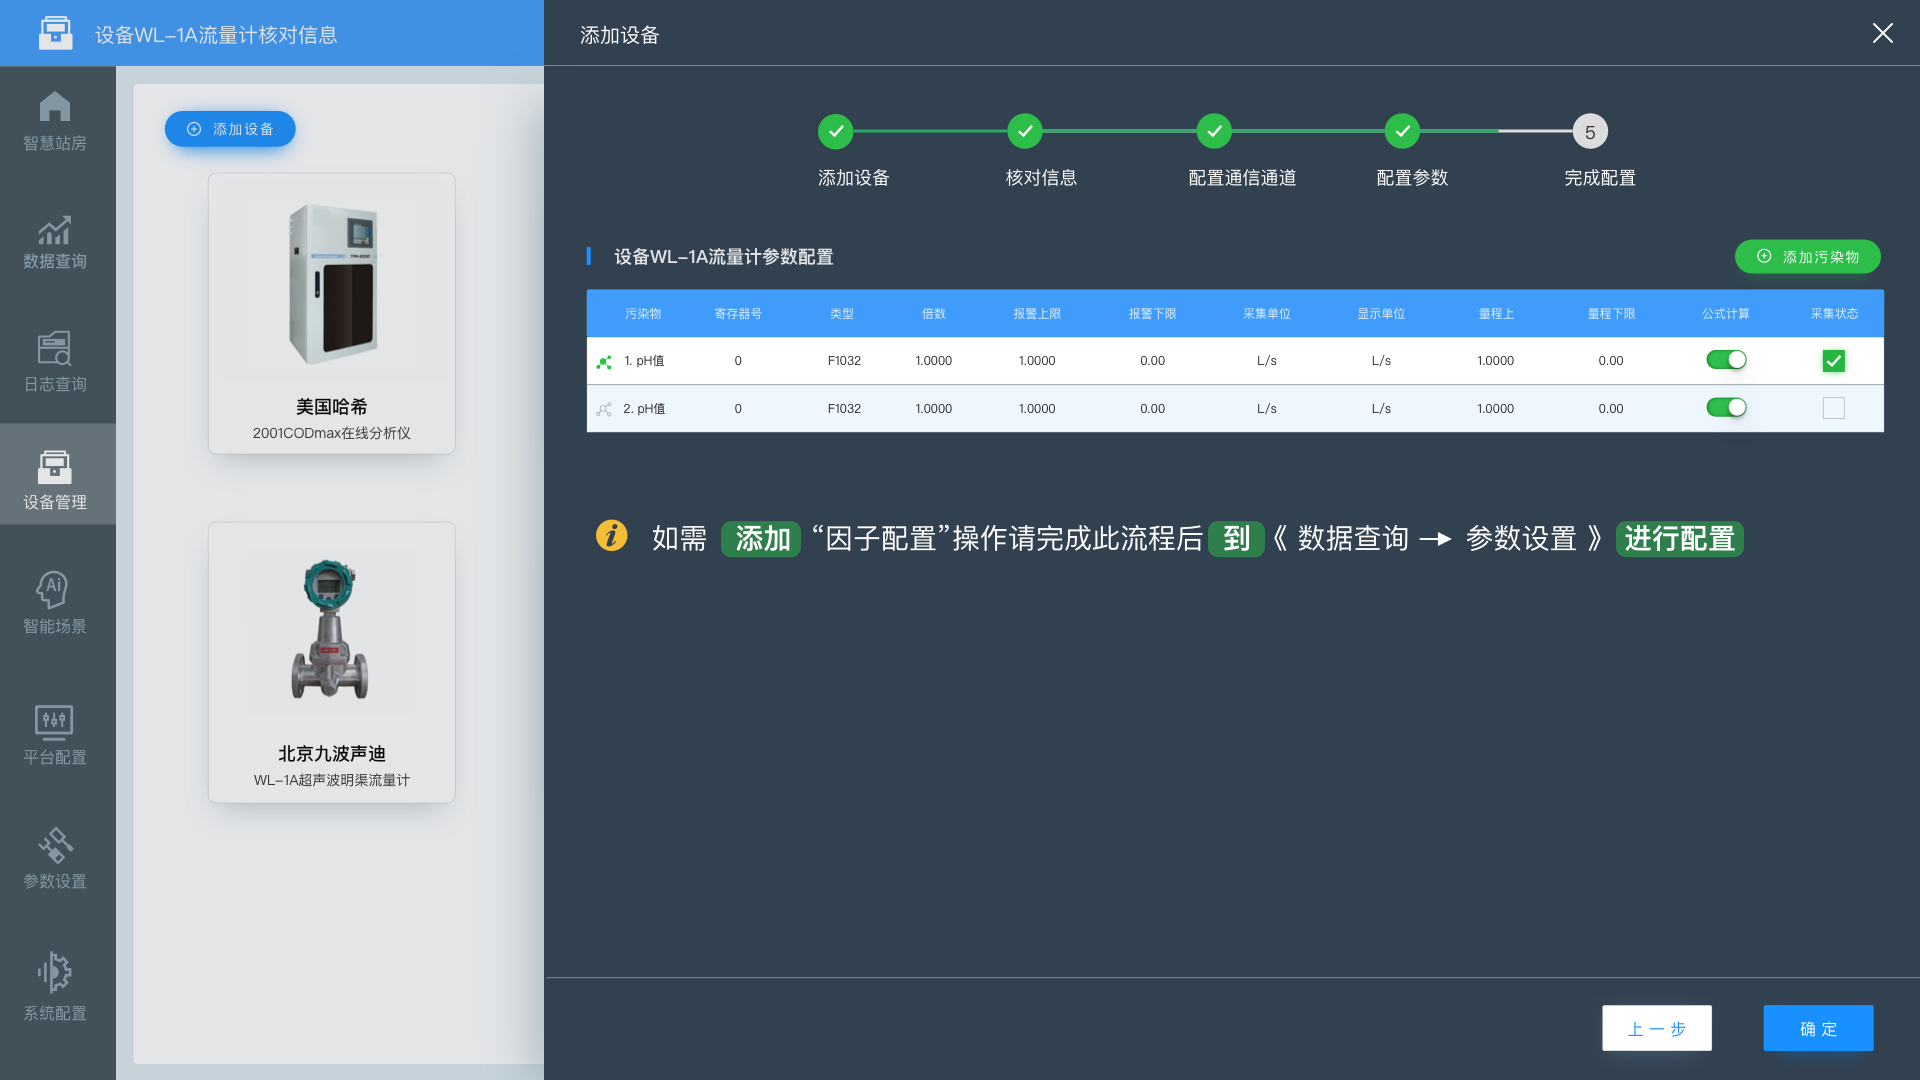 设备WL-1A流量计核对信息
添加设备
智慧站房
数据查询
日志查询
设备管理
Ai
智能场景
平台配置
参数设置
系统配置
添加设备
美国哈希
2001CODmax在线分析仪
北京九波声迪
WL-1A超声波明渠流量计
5
添加设备 核对信息 配置通信通道 配置参数 完成配置
设备WL-1A流量计参数配置
添加污染物
污染物 寄存器号 类型 倍数 报警上限 报警下限 采集单位 显示单位 量程上 量程下限 公式计算 采集状态
1. pH值 0 F1032 1.0000 1.0000 0.00 L/s L/s 1.0000 0.00
2. pH值 0 F1032 1.0000 1.0000 0.00 L/s L/s 1.0000 0.00
i 如需 添加 “因子配置”操作请完成此流程后 到 《 数据查询 → 参数设置 》 进行配置
上一步
确定